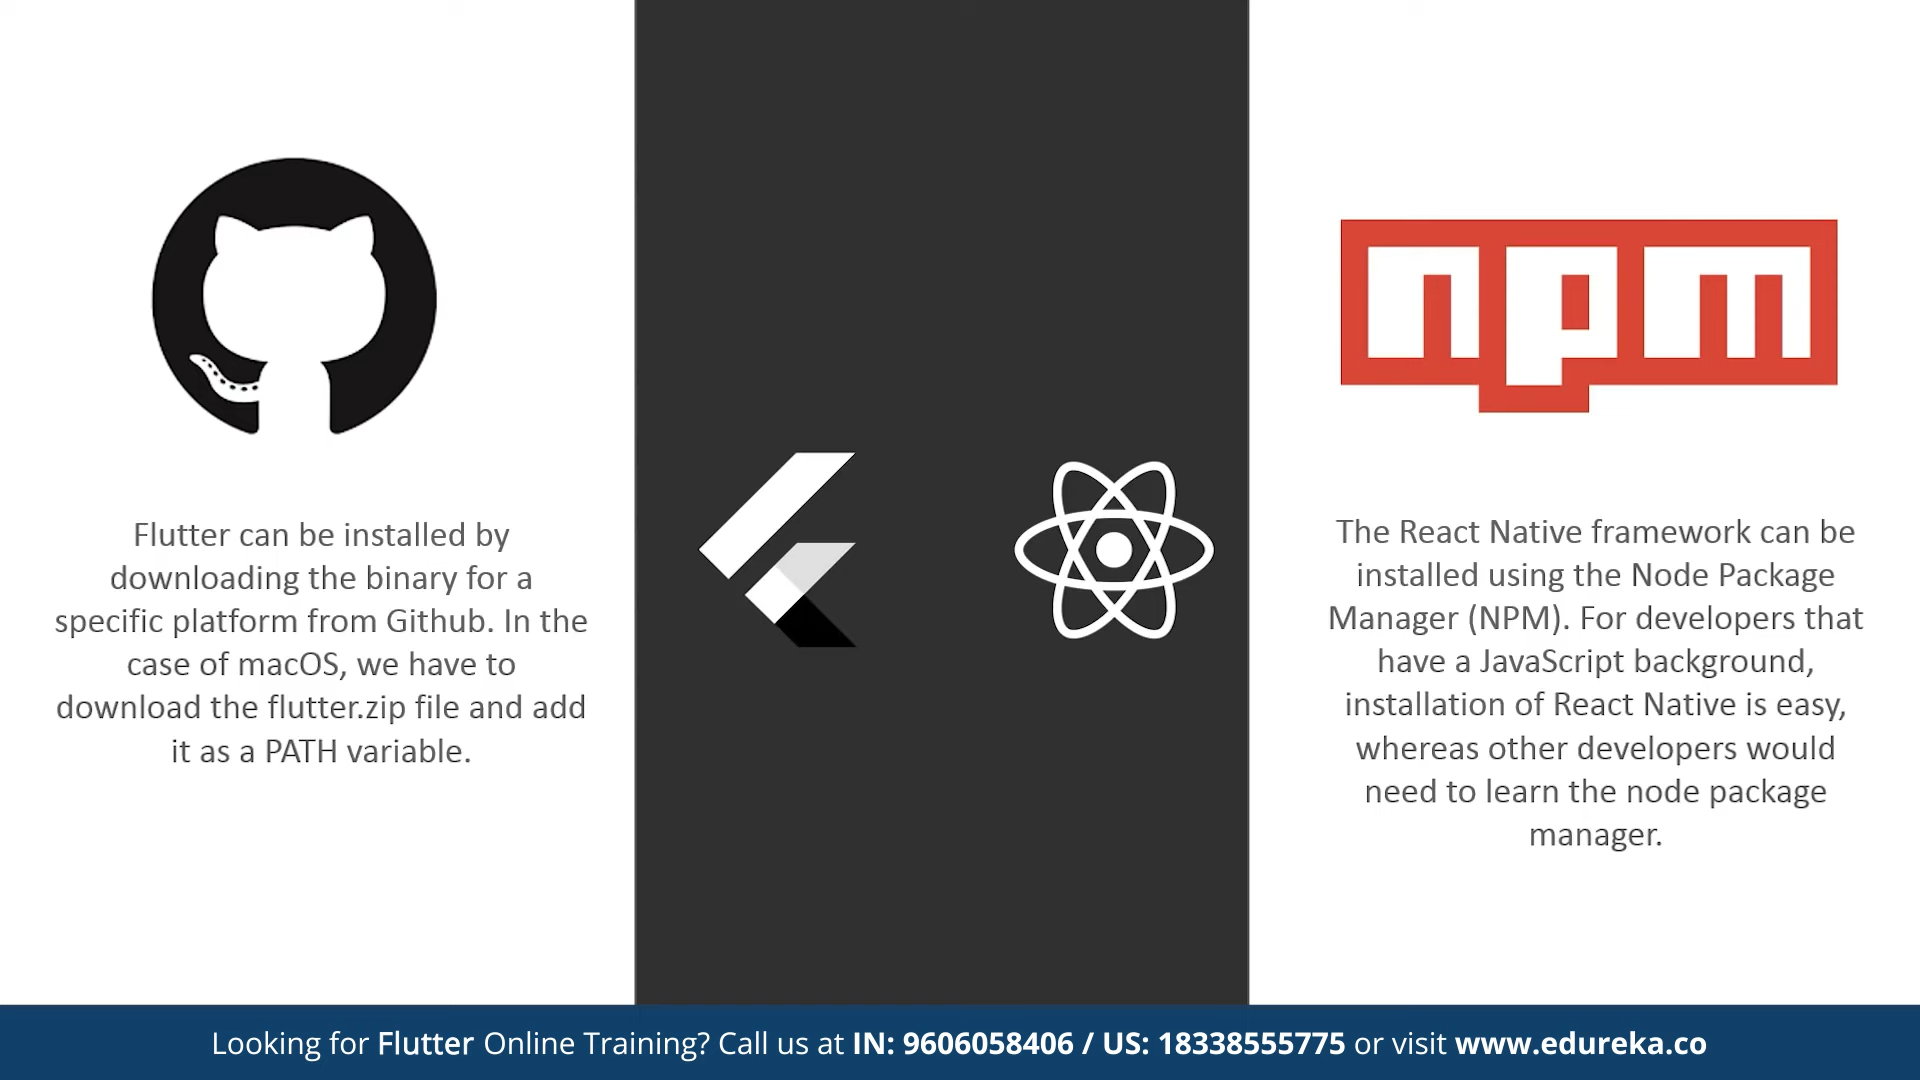 Flutter can be installed by
downloading the binary for a
specific platform from Github. In the
case of macOS, we have to
download the flutter.zip file and add
it as a PATH variable.
npm
The React Native framework can be
installed using the Node Package
Manager (NPM). For developers that
have a JavaScript background,
installation of React Native is easy,
whereas other developers would
need to learn the node package
manager.
Looking for Flutter Online Training? Call us at IN: 9606058406 / US: 18338555775 or visit www.edureka.co